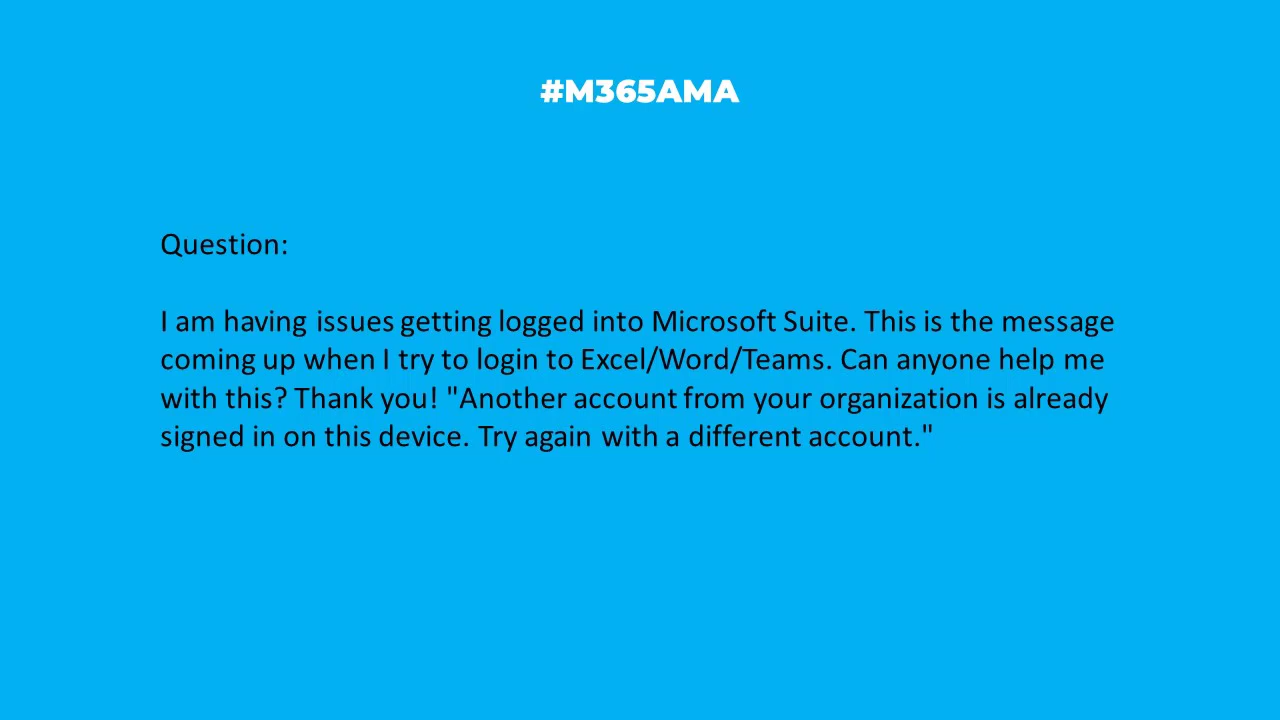 #M365AMA
Question:
I am having issues getting logged into Microsoft Suite. This is the message
coming up when I try to login to Excel/Word/Teams. Can anyone help me
with this? Thank you! "Another account from your organization is already
signed in on this device. Try again with a different account."